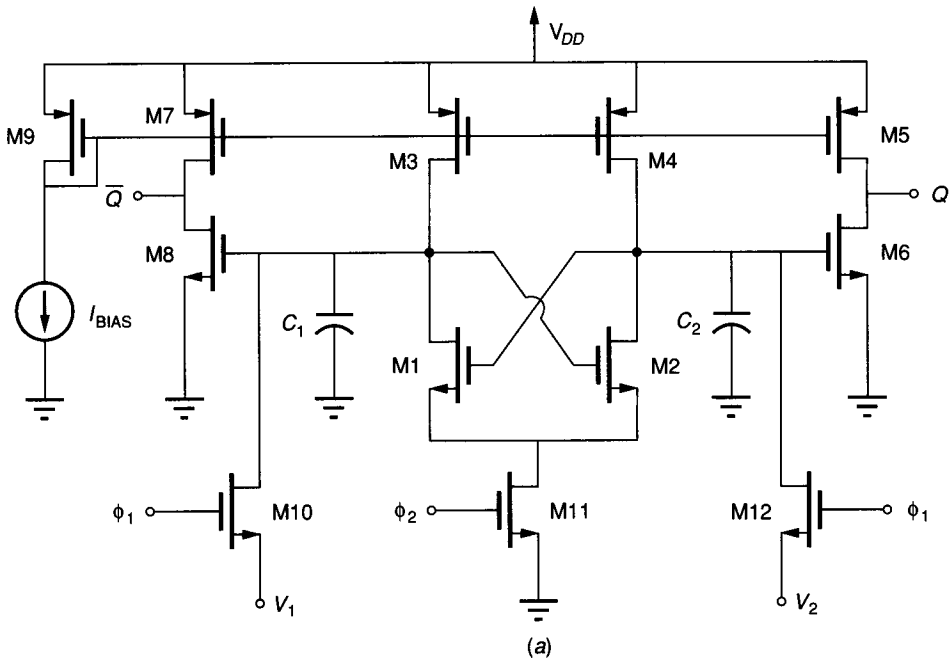 V_DD
M9
M7
M3
M4
M5
Q̅
Q
M8
M6
I_BIAS
C_1
C_2
M1
M2
ϕ_1
M10
ϕ_2
M11
M12
ϕ_1
V_1
V_2
(a)